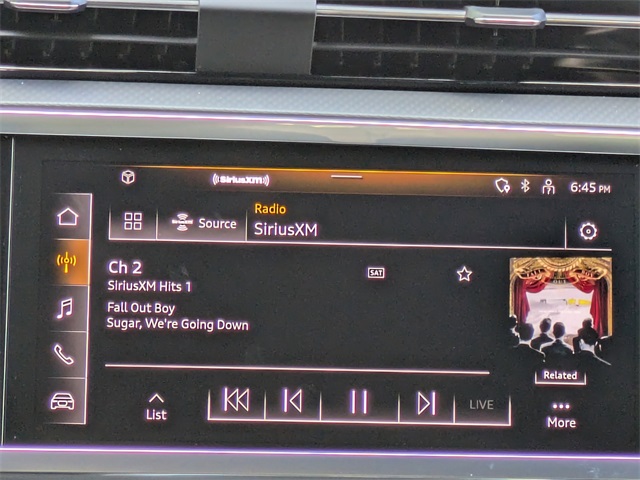 SiriusXM
6:45 PM
SiriusXM Source
Radio
SiriusXM
Ch 2
SAT
SiriusXM Hits 1
Fall Out Boy
Sugar, We're Going Down
Related
List
LIVE
More